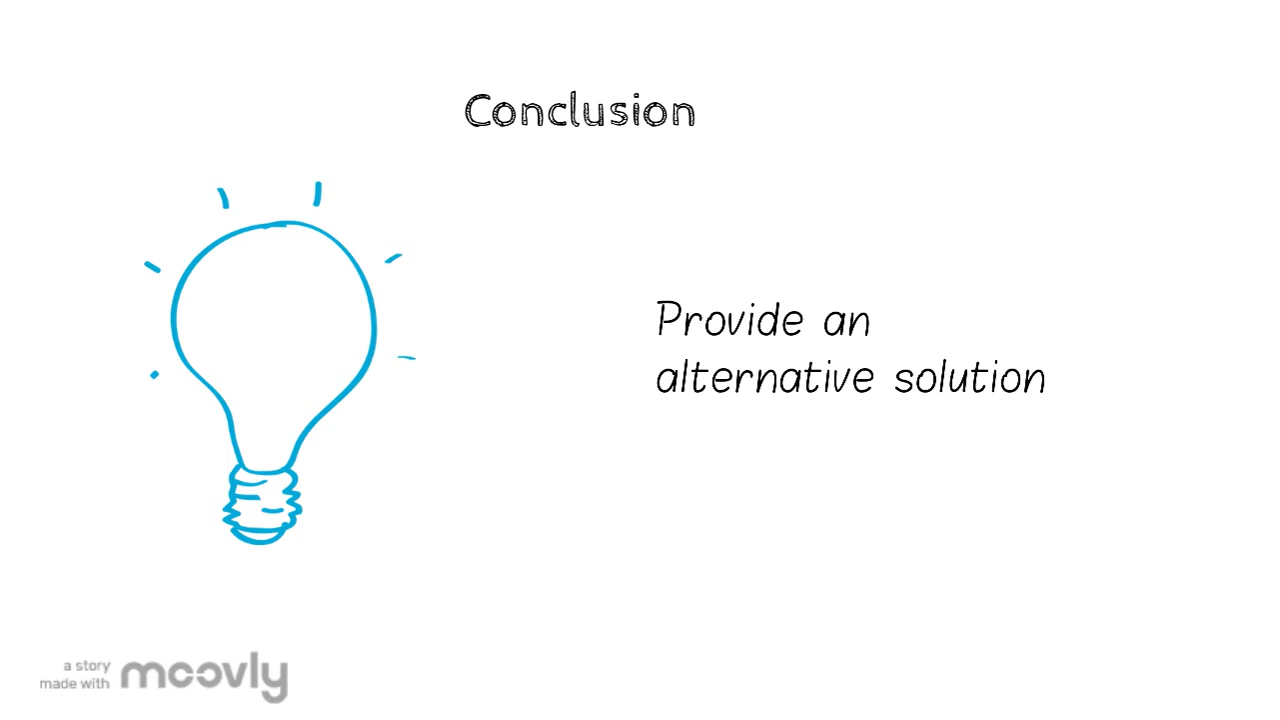 Conclusion
Provide an
alternative solution
a story
made with moovly